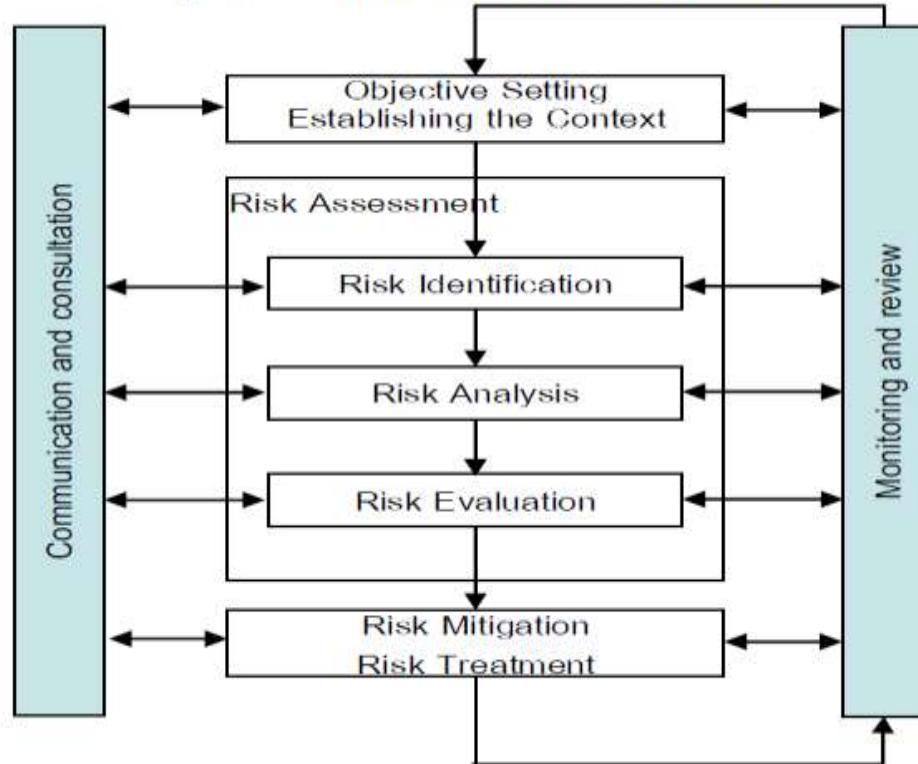 Objective Setting
Establishing the Context
Risk Assessment
Risk Identification
Risk Analysis
Risk Evaluation
Risk Mitigation
Risk Treatment
Communication and consultation
Monitoring and review